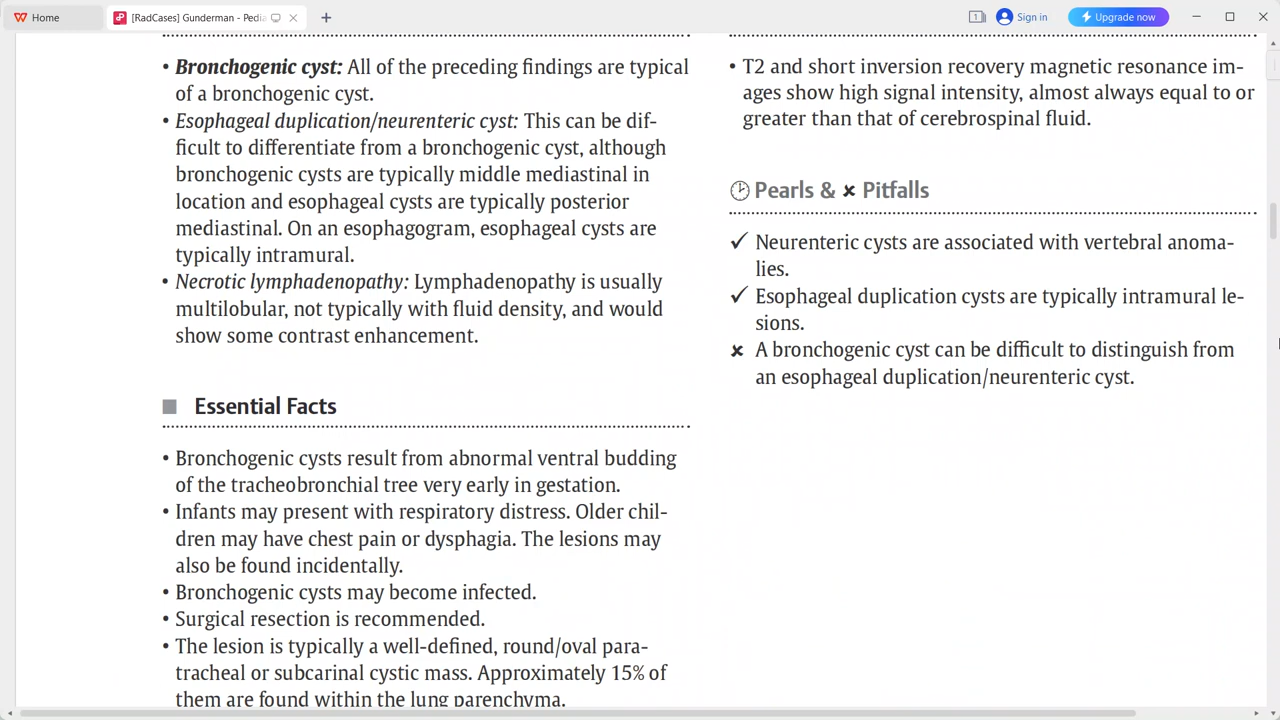 Home
[RadCases] Gunderman - Pedia
1
Sign in
Upgrade now
• Bronchogenic cyst: All of the preceding findings are typical
of a bronchogenic cyst.
• Esophageal duplication/neurenteric cyst: This can be dif-
ficult to differentiate from a bronchogenic cyst, although
bronchogenic cysts are typically middle mediastinal in
location and esophageal cysts are typically posterior
mediastinal. On an esophagogram, esophageal cysts are
typically intramural.
• Necrotic lymphadenopathy: Lymphadenopathy is usually
multilobular, not typically with fluid density, and would
show some contrast enhancement.
Essential Facts
• Bronchogenic cysts result from abnormal ventral budding
of the tracheobronchial tree very early in gestation.
• Infants may present with respiratory distress. Older chil-
dren may have chest pain or dysphagia. The lesions may
also be found incidentally.
• Bronchogenic cysts may become infected.
• Surgical resection is recommended.
• The lesion is typically a well-defined, round/oval para-
tracheal or subcarinal cystic mass. Approximately 15% of
them are found within the lung parenchyma.
• T2 and short inversion recovery magnetic resonance im-
ages show high signal intensity, almost always equal to or
greater than that of cerebrospinal fluid.
Pearls & ✘ Pitfalls
✓ Neurenteric cysts are associated with vertebral anoma-
lies.
✓ Esophageal duplication cysts are typically intramural le-
sions.
✘ A bronchogenic cyst can be difficult to distinguish from
an esophageal duplication/neurenteric cyst.